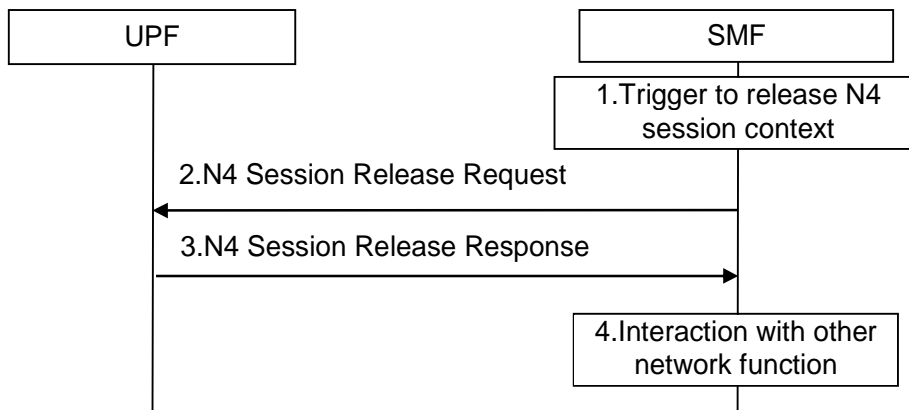 UPF
SMF
1.Trigger to release N4
session context
2.N4 Session Release Request
3.N4 Session Release Response
4.Interaction with other
network function